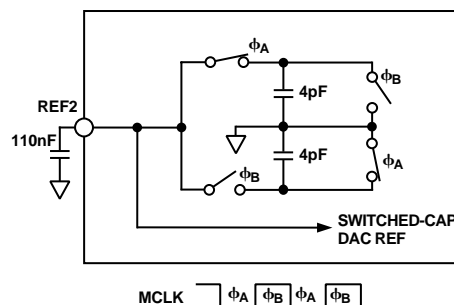 ϕA
ϕB
4pF
REF2
110nF
4pF
ϕA
ϕB
SWITCHED-CAP
DAC REF
MCLK ϕA ϕB ϕA ϕB